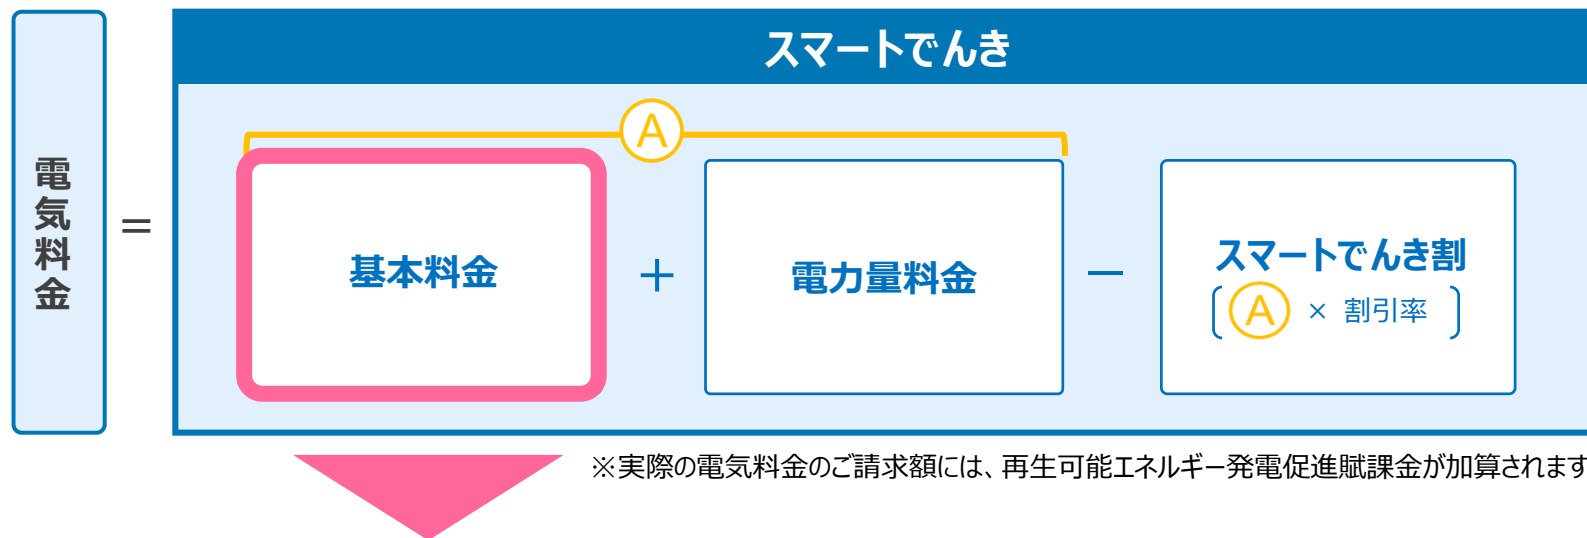 スマートでんき
A
電気料金
=
基本料金
+
電力量料金
－
スマートでんき割
[ A × 割引率 ]
※実際の電気料金のご請求額には、再生可能エネルギー発電促進賦課金が加算されます